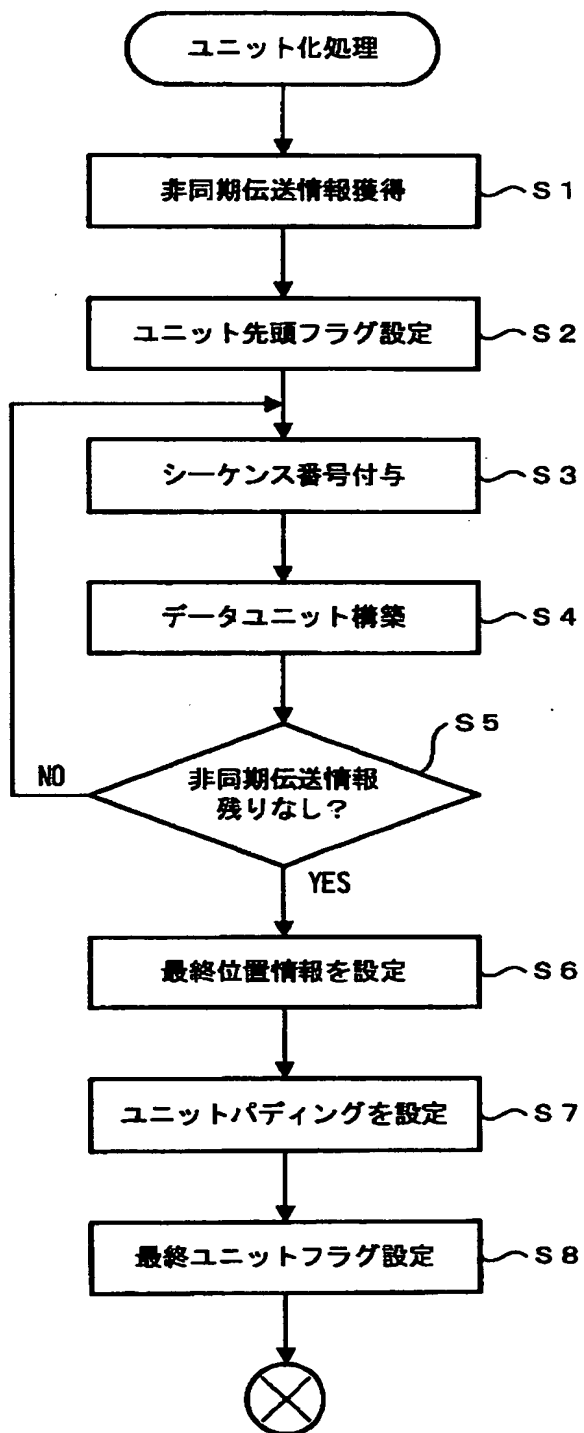 ユニット化処理
非同期伝送情報獲得
S1
ユニット先頭フラグ設定
S2
シーケンス番号付与
S3
データユニット構築
S4
S5
NO
非同期伝送情報
残りなし?
YES
最終位置情報を設定
S6
ユニットパディングを設定
S7
最終ユニットフラグ設定
S8